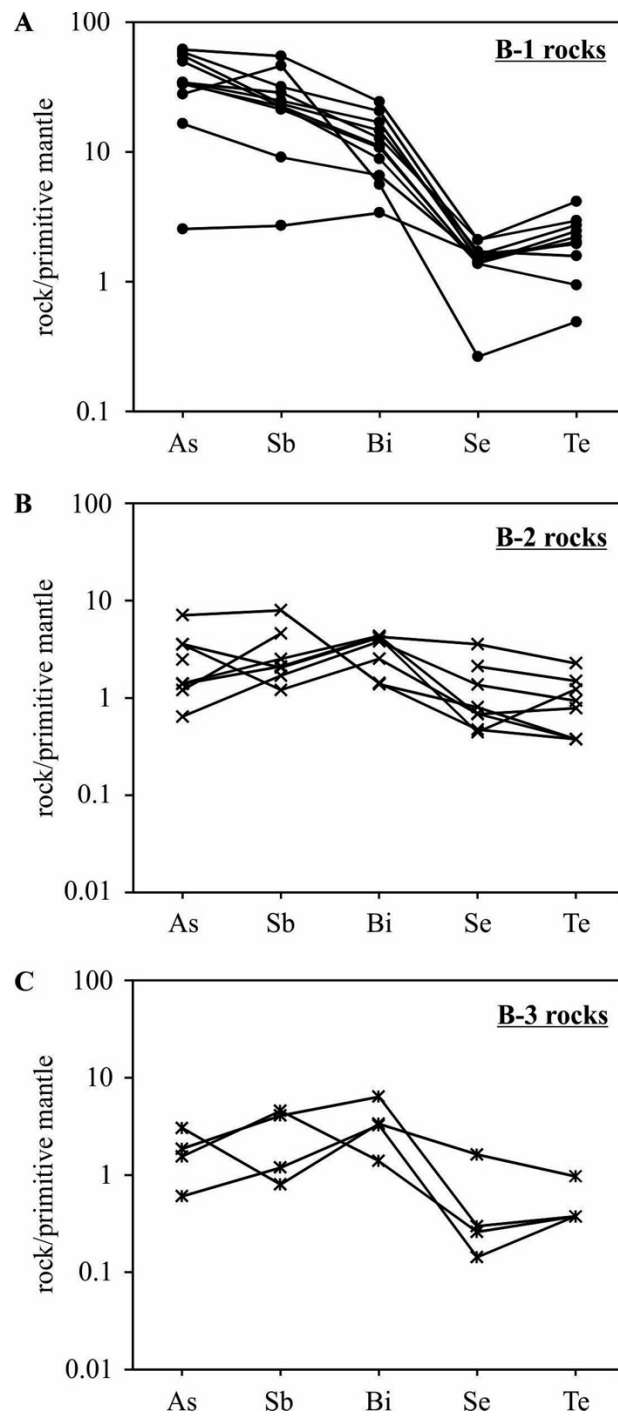 A
B-1 rocks
rock/primitive mantle
100
10
1
0.1
As Sb Bi Se Te
B
B-2 rocks
rock/primitive mantle
100
10
1
0.1
0.01
As Sb Bi Se Te
C
B-3 rocks
rock/primitive mantle
100
10
1
0.1
0.01
As Sb Bi Se Te